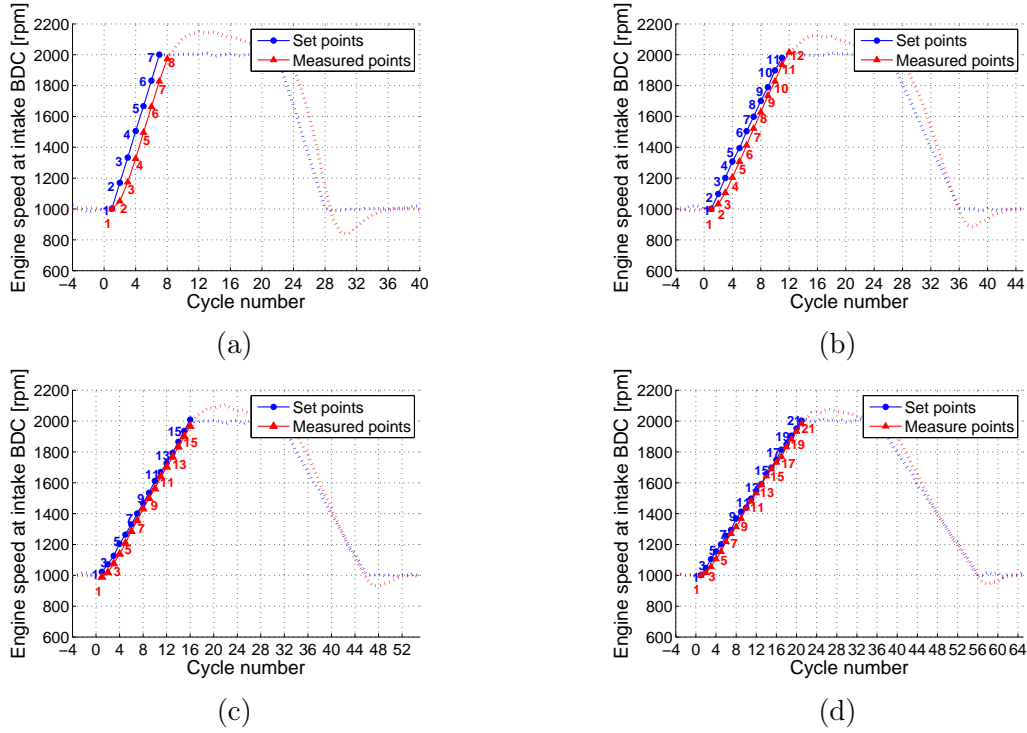 Engine speed at intake BDC [rpm]
2200
2000
1800
1600
1400
1200
1000
800
600
−4 0 4 8 12 16 20 24 28 32 36 40
Cycle number
Set points
Measured points
1 2 3 4 5 6 7
1 2 3 4 5 6 7 8
(a)
Engine speed at intake BDC [rpm]
2200
2000
1800
1600
1400
1200
1000
800
600
−4 0 4 8 12 16 20 24 28 32 36 40 44
Cycle number
Set points
Measured points
1 2 3 4 5 6 7 8 9 10 11
1 2 3 4 5 6 7 8 9 10 11 12
(b)
Engine speed at intake BDC [rpm]
2200
2000
1800
1600
1400
1200
1000
800
600
−4 0 4 8 12 16 20 24 28 32 36 40 44 48 52
Cycle number
Set points
Measured points
1 3 5 7 9 11 13 15
1 3 5 7 9 11 13 15
(c)
Engine speed at intake BDC [rpm]
2200
2000
1800
1600
1400
1200
1000
800
600
−4 0 4 8 12 16 20 24 28 32 36 40 44 48 52 56 60 64
Cycle number
Set points
Measure points
1 3 5 7 9 11 13 15 17 19 21
1 3 5 7 9 11 13 15 17 19 21
(d)